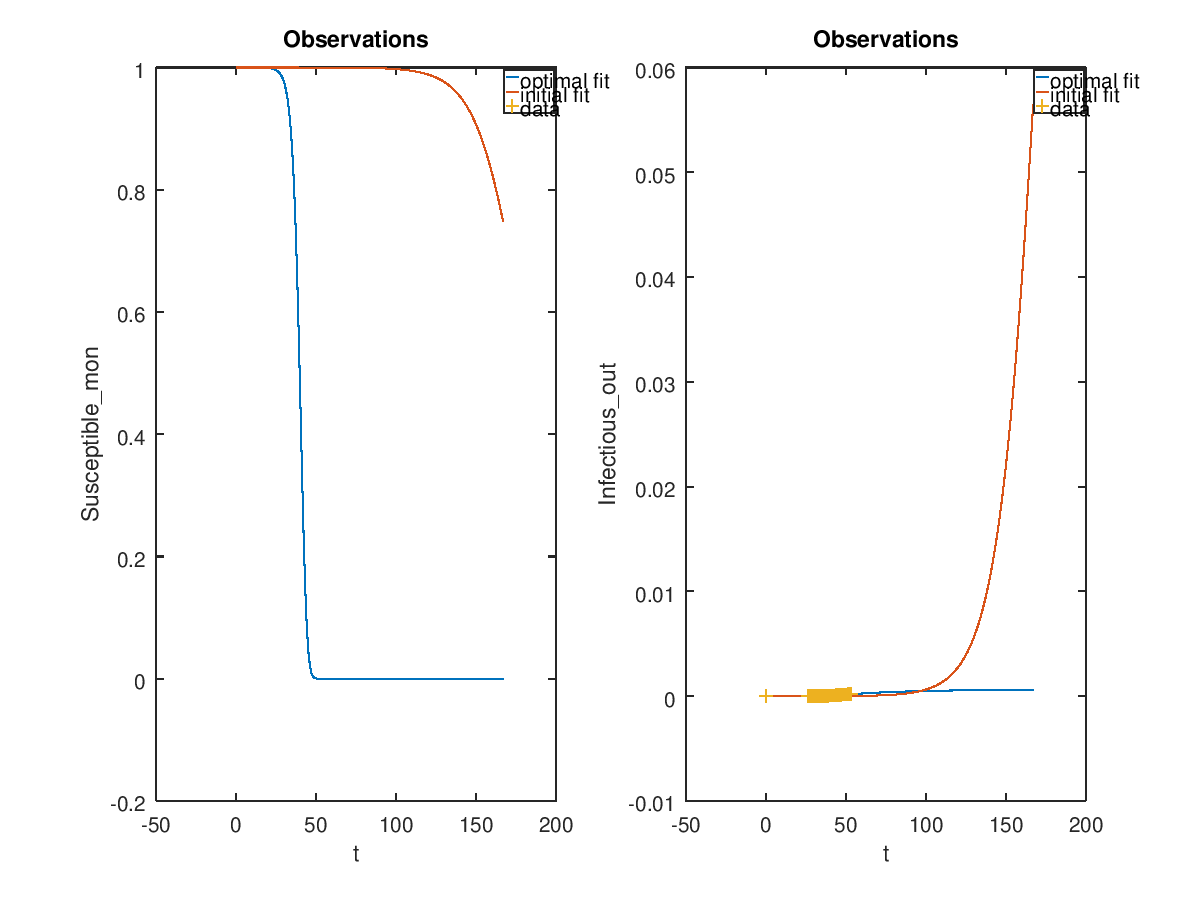 Observations
optimal fit
initial fit
data
1
0.8
0.6
0.4
0.2
0
-0.2
-50
0
50
100
150
200
Susceptible_mon
t
Observations
optimal fit
initial fit
data
0.06
0.05
0.04
0.03
0.02
0.01
0
-0.01
-50
0
50
100
150
200
Infectious_out
t